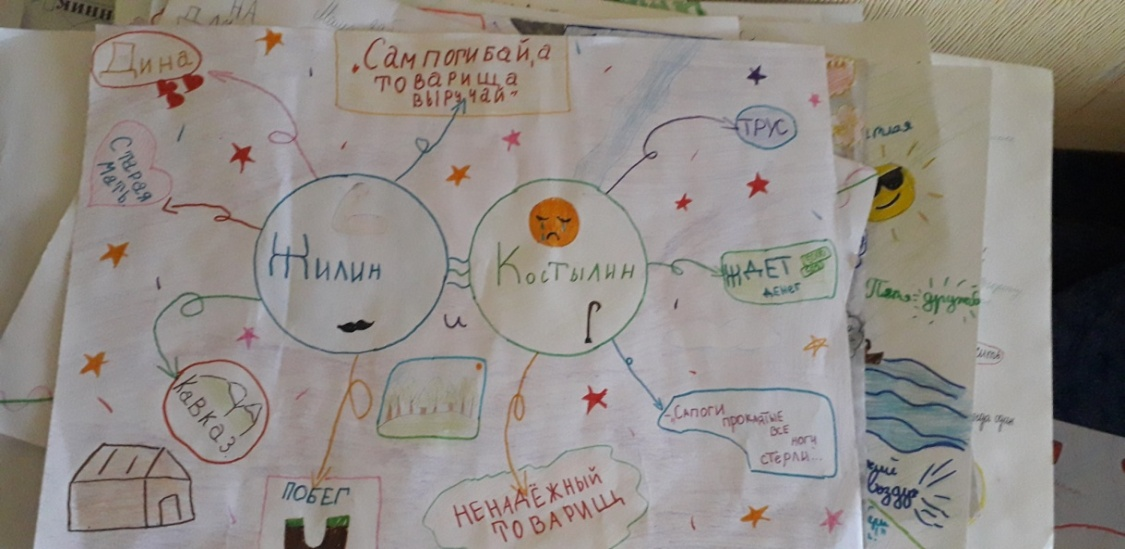 Дина
„Сам погибай, а
товарища
выручай"
ТРУС
Старая
мать
Жилин
и
Костылин
ЖДЕТ
денег
Кавказ
„Сапоги
проклятые
все
ноги
стерли...
ПОБЕГ
НЕНАДЁЖНЫЙ
ТОВАРИЩ